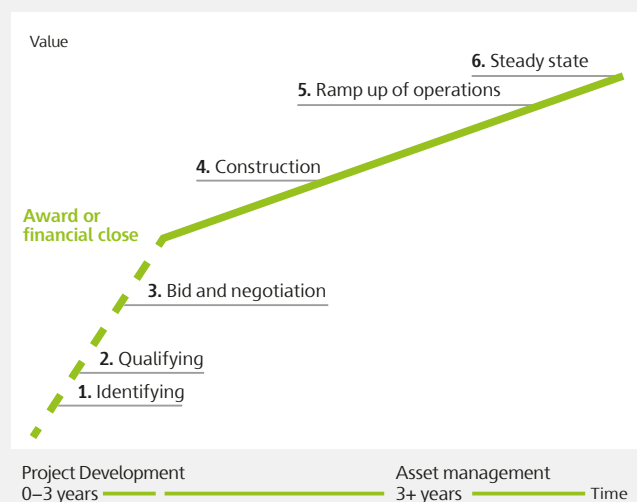 Value
6. Steady state
5. Ramp up of operations
4. Construction
Award or
financial close
3. Bid and negotiation
2. Qualifying
1. Identifying
Project Development
0–3 years
Asset management
3+ years
Time